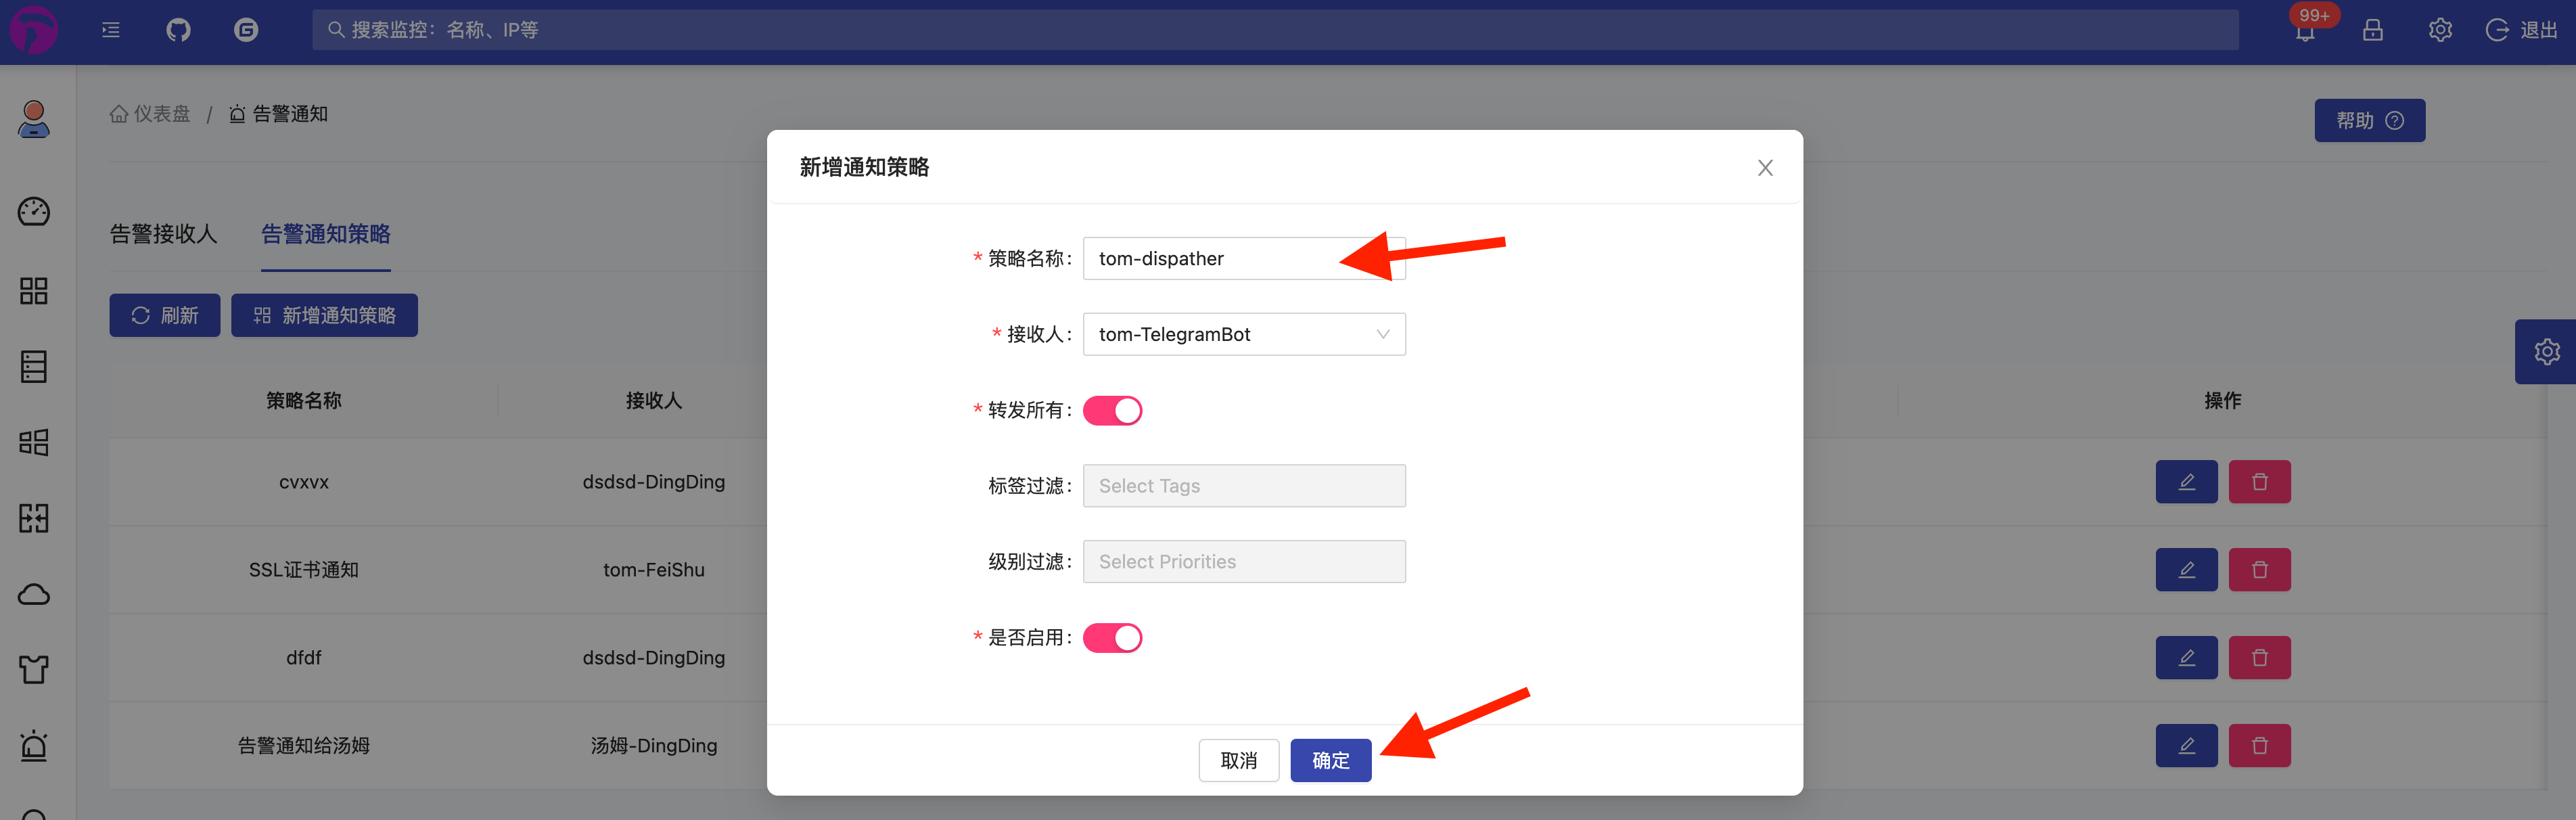 搜索监控：名称、IP等
99+
退出
仪表盘 / 告警通知
帮助
告警接收人 告警通知策略
刷新 新增通知策略
策略名称 接收人 操作
cvxvx dsdsd-DingDing
SSL证书通知 tom-FeiShu
dfdf dsdsd-DingDing
告警通知给汤姆 汤姆-DingDing
新增通知策略
* 策略名称： tom-dispather
* 接收人： tom-TelegramBot
* 转发所有：
标签过滤： Select Tags
级别过滤： Select Priorities
* 是否启用：
取消 确定